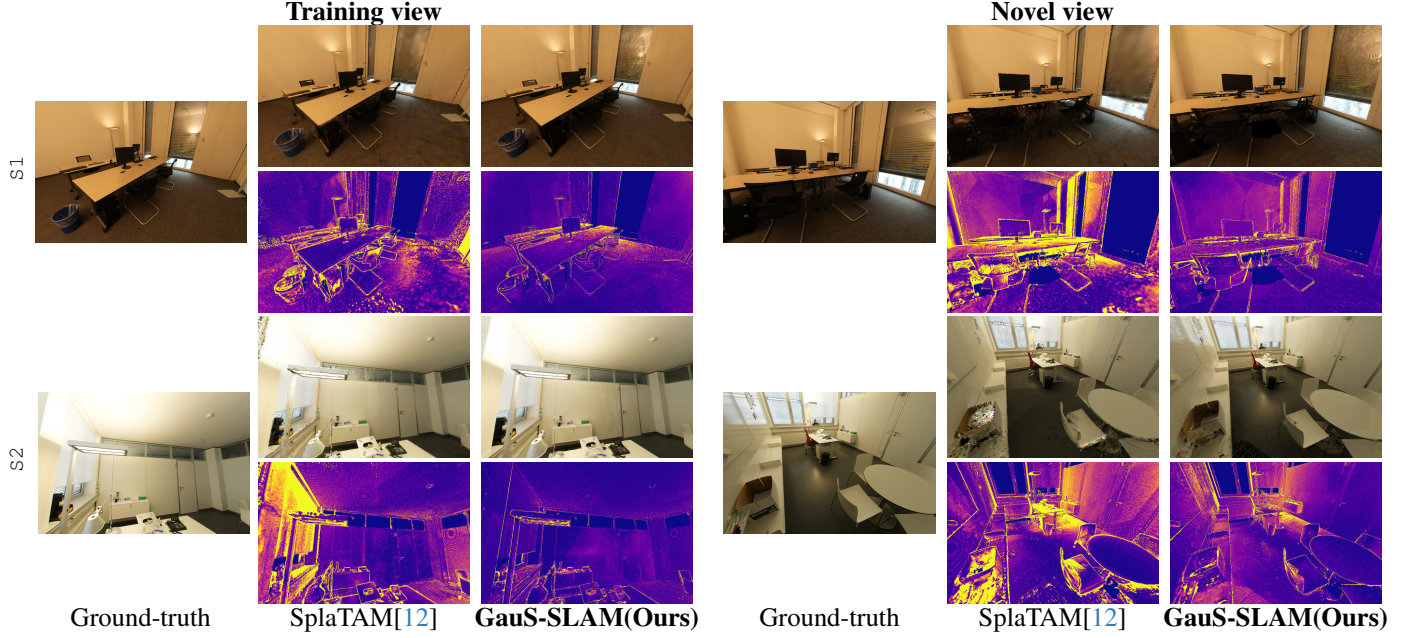 Training view
Novel view
S1
S2
Ground-truth
SplaTAM[12]
GauS-SLAM(Ours)
Ground-truth
SplaTAM[12]
GauS-SLAM(Ours)